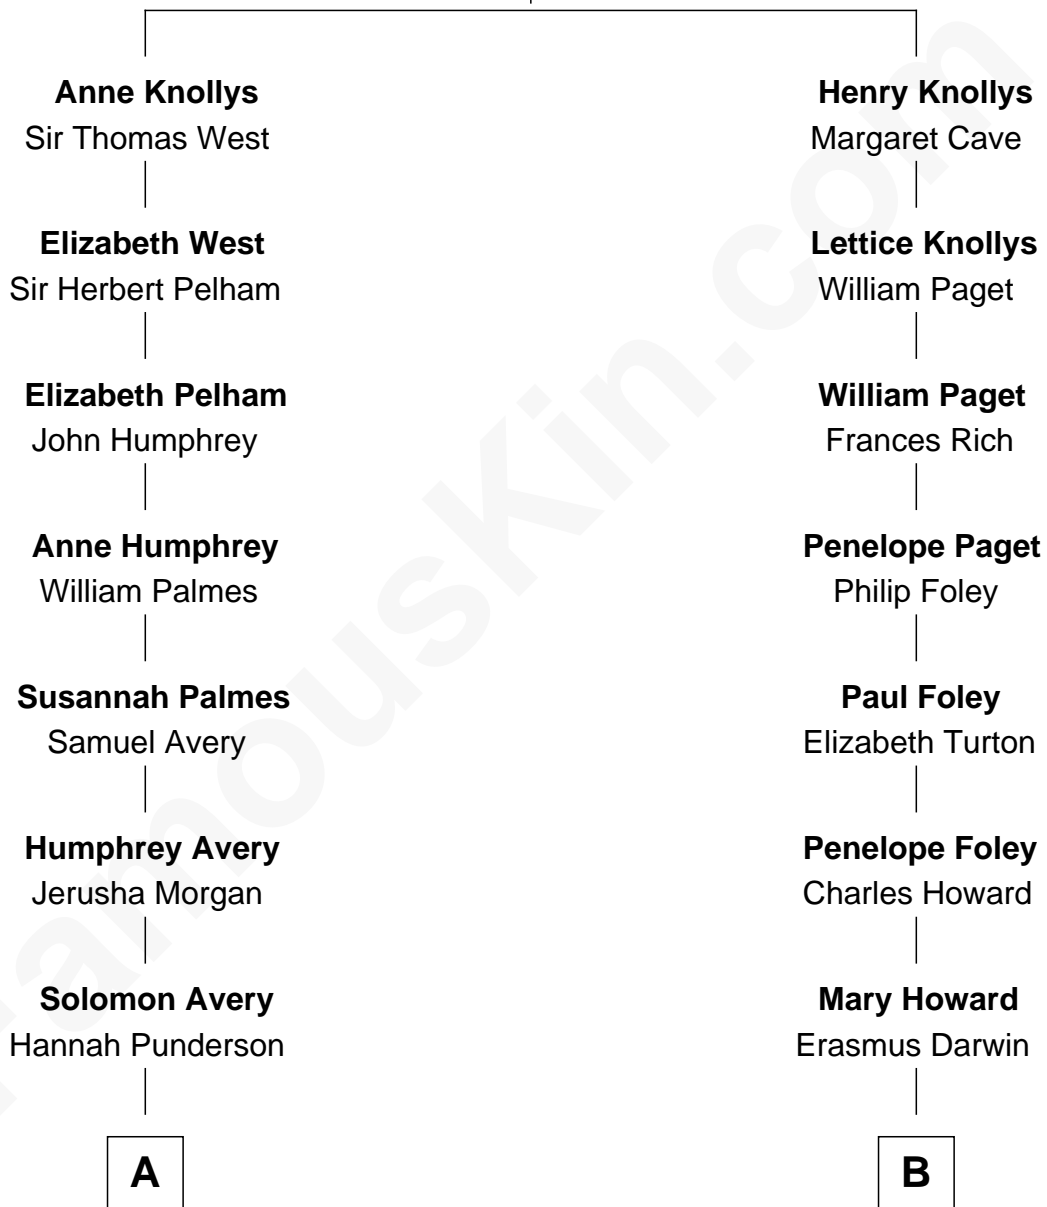 Anne Knollys
Sir Thomas West
Elizabeth West
Sir Herbert Pelham
Elizabeth Pelham
John Humphrey
Anne Humphrey
William Palmes
Susannah Palmes
Samuel Avery
Humphrey Avery
Jerusha Morgan
Solomon Avery
Hannah Punderson
A
Henry Knollys
Margaret Cave
Lettice Knollys
William Paget
William Paget
Frances Rich
Penelope Paget
Philip Foley
Paul Foley
Elizabeth Turton
Penelope Foley
Charles Howard
Mary Howard
Erasmus Darwin
B
FamousKin.com